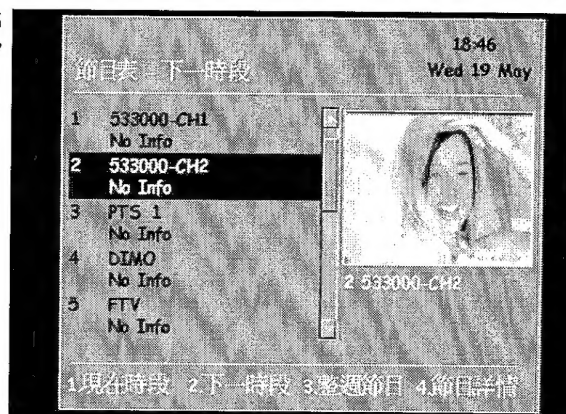 18:46
Wed 19 May
節目表 - 下一時段
1 533000-CH1
No Info
2 533000-CH2
No Info
3 PTS 1
No Info
4 DIMO
No Info
5 FTV
No Info
2 533000-CH2
1.現在時段 2.下一時段 3.整週節目 4.節目詳情